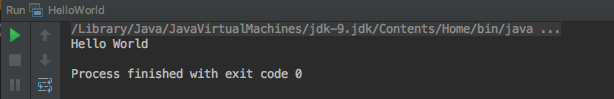 Run HelloWorld
/Library/Java/JavaVirtualMachines/jdk-9.jdk/Contents/Home/bin/java ...
Hello World
Process finished with exit code 0